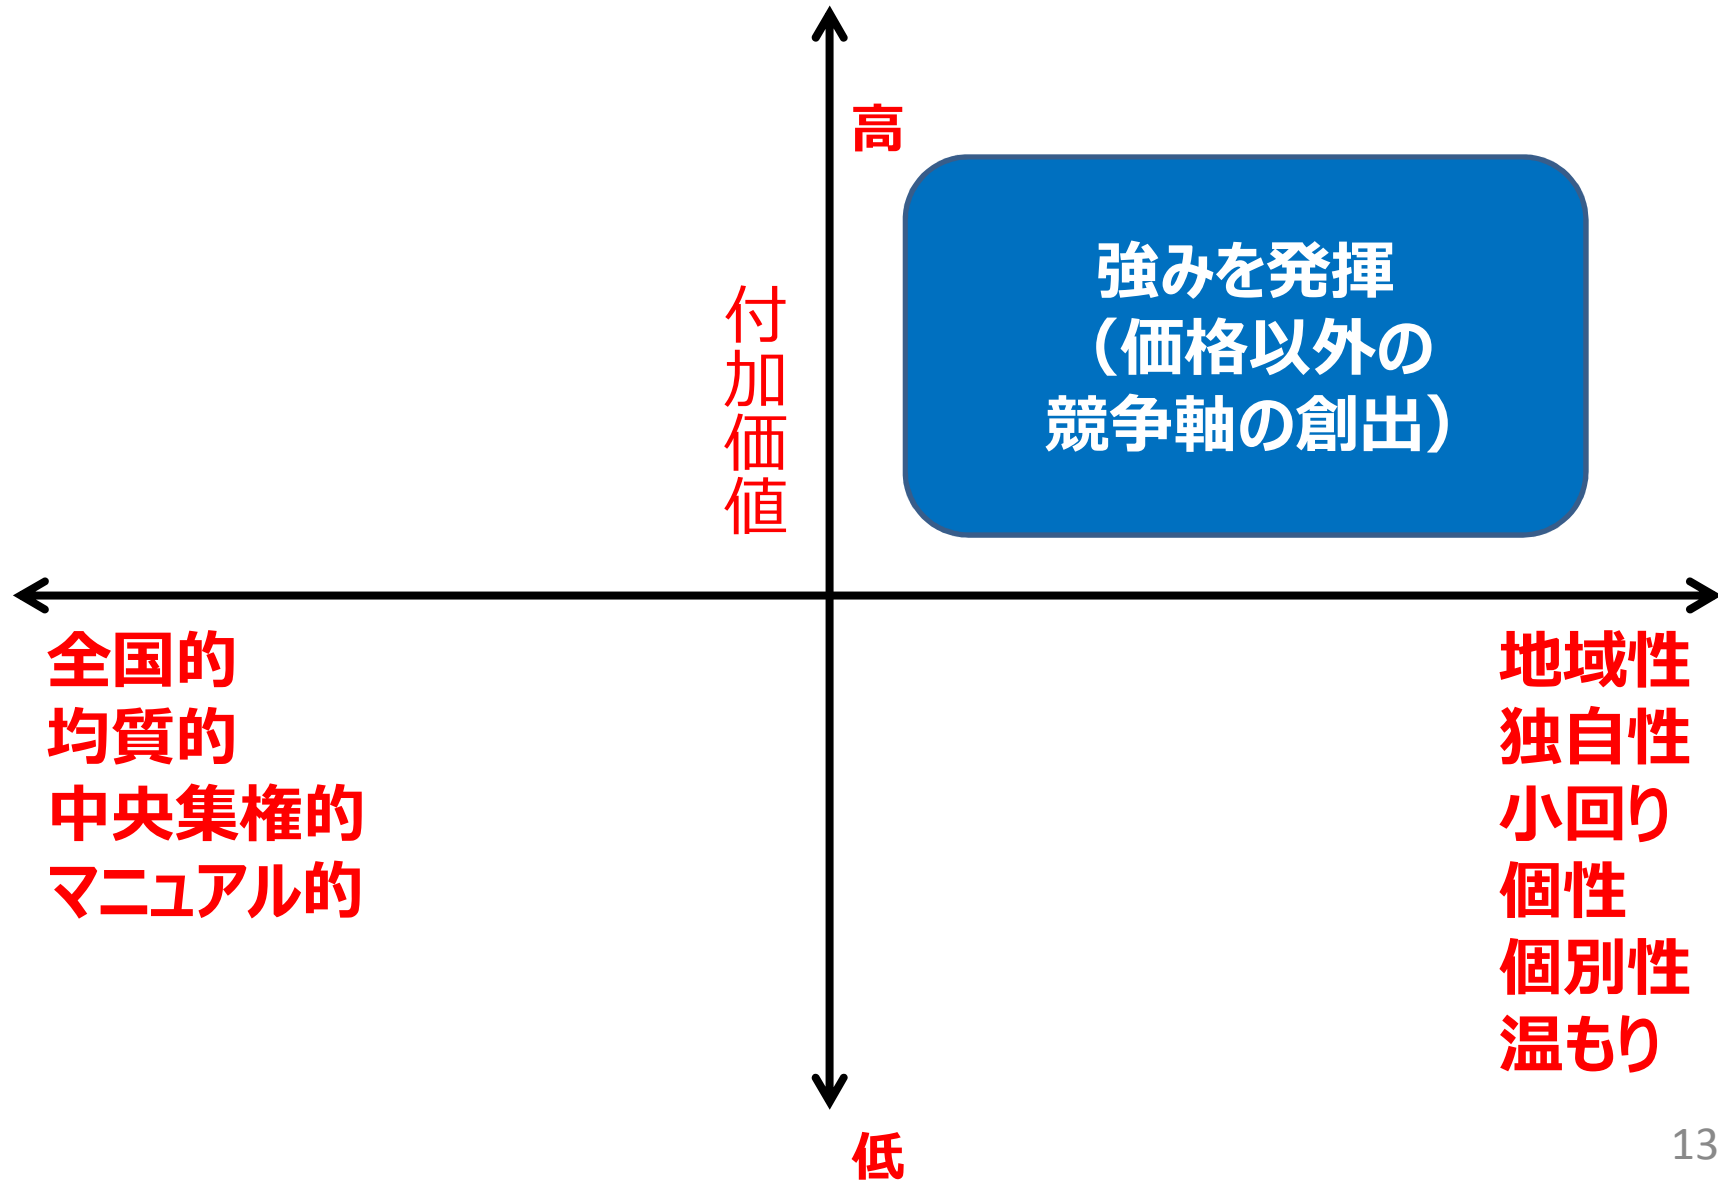 高
付加価値
強みを発揮
（価格以外の
競争軸の創出）
全国的
均質的
中央集権的
マニュアル的
地域性
独自性
小回り
個性
個別性
温もり
低
13